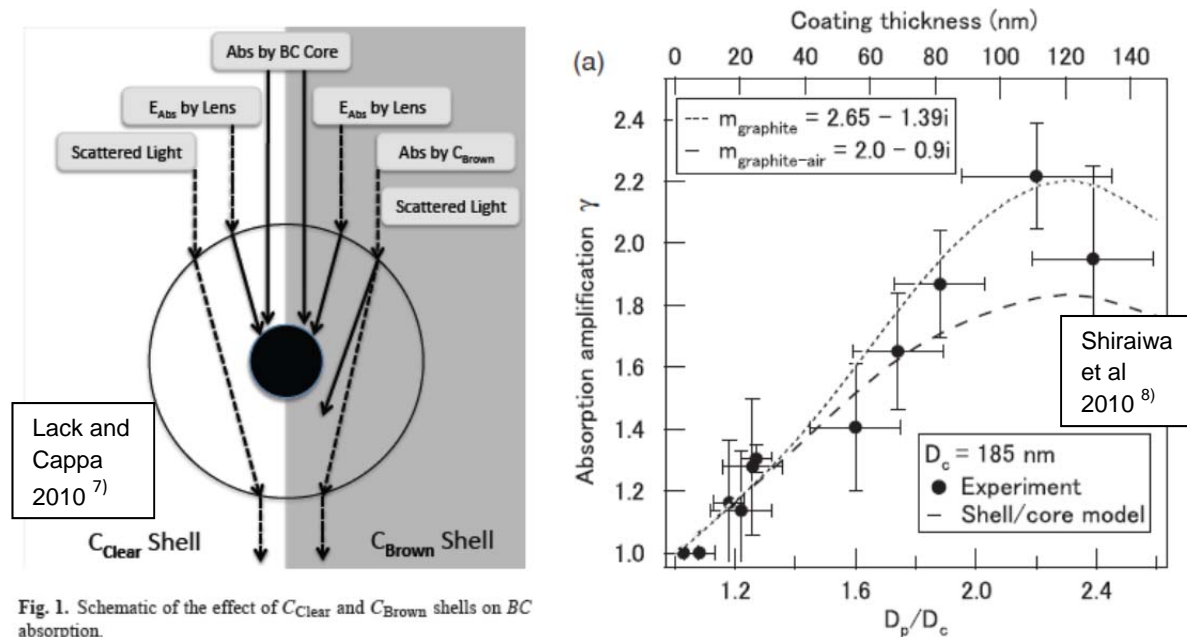 Abs by BC Core
E_Abs by Lens
E_Abs by Lens
Scattered Light
Abs by C_Brown
Scattered Light
Lack and
Cappa
2010 7)
C_Clear Shell
C_Brown Shell
Fig. 1. Schematic of the effect of C_Clear and C_Brown shells on BC
absorption.
(a)
Coating thickness (nm)
0 20 40 60 80 100 120 140
m_graphite = 2.65 − 1.39i
m_graphite-air = 2.0 − 0.9i
Absorption amplification γ
2.4
2.2
2.0
1.8
1.6
1.4
1.2
1.0
Shiraiwa
et al
2010 8)
D_c = 185 nm
Experiment
Shell/core model
1.2 1.6 2.0 2.4
D_p/D_c